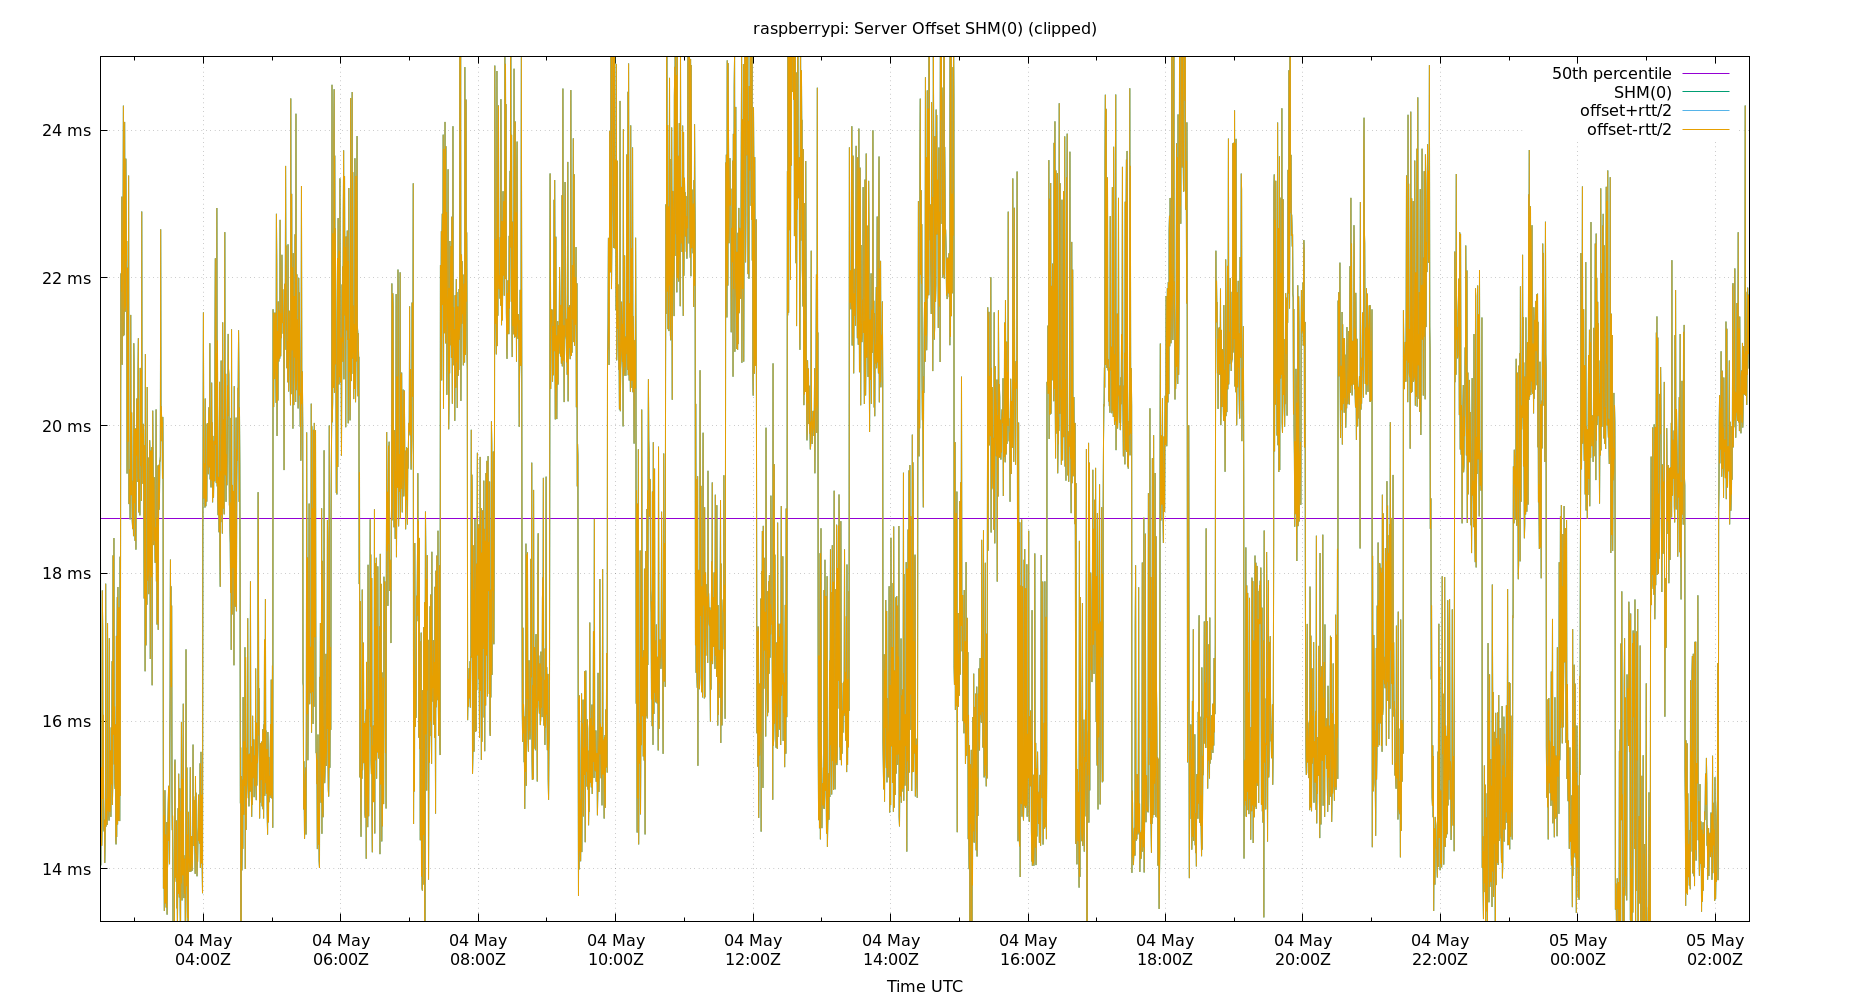 raspberrypi: Server Offset SHM(0) (clipped)
50th percentile
SHM(0)
offset+rtt/2
offset-rtt/2
24 ms
22 ms
20 ms
18 ms
16 ms
14 ms
04 May 04 May 04 May 04 May 04 May 04 May 04 May 04 May 04 May 04 May 05 May 05 May
04:00Z 06:00Z 08:00Z 10:00Z 12:00Z 14:00Z 16:00Z 18:00Z 20:00Z 22:00Z 00:00Z 02:00Z
Time UTC